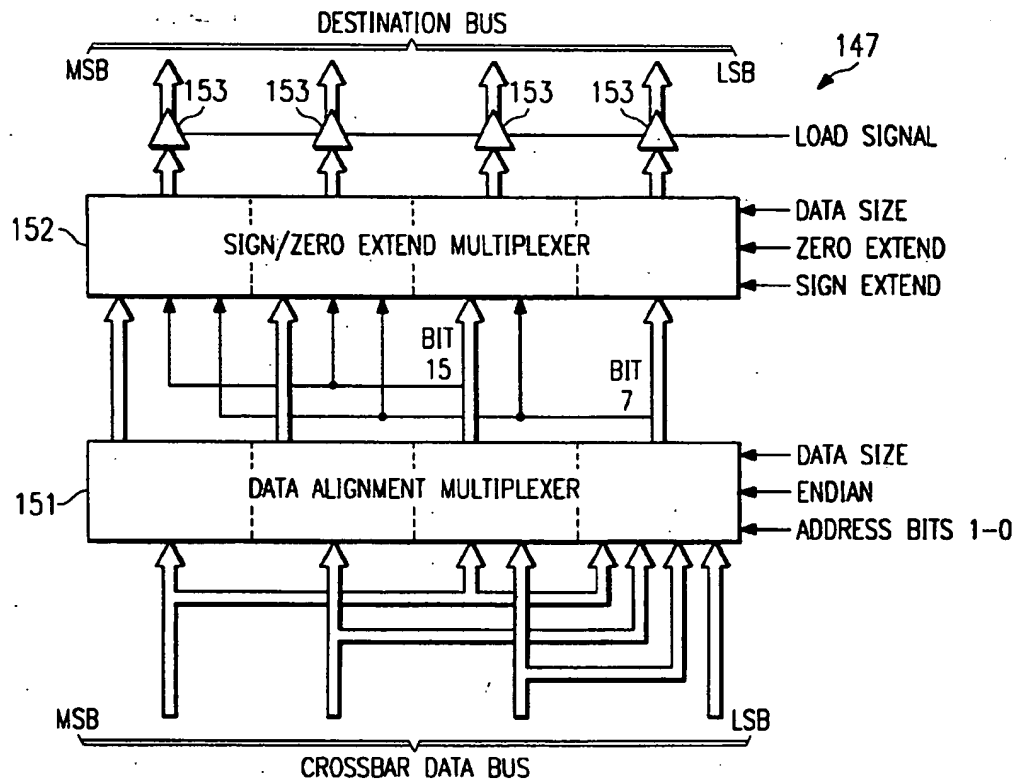 DESTINATION BUS
MSB
LSB
147
153
153
153
153
LOAD SIGNAL
152
SIGN/ZERO EXTEND MULTIPLEXER
DATA SIZE
ZERO EXTEND
SIGN EXTEND
BIT
15
BIT
7
151
DATA ALIGNMENT MULTIPLEXER
DATA SIZE
ENDIAN
ADDRESS BITS 1-0
MSB
LSB
CROSSBAR DATA BUS